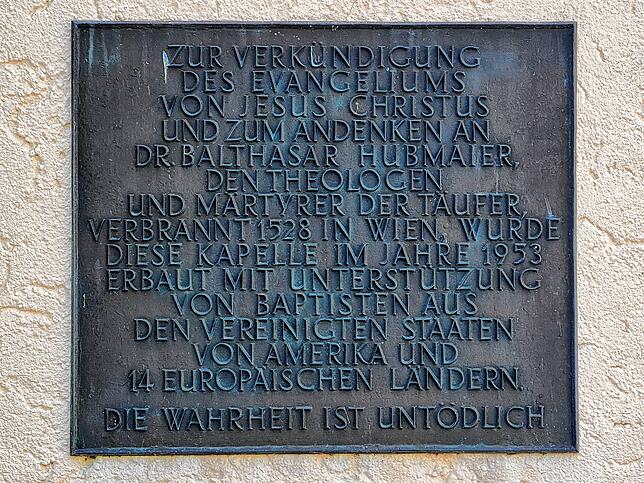 ZUR VERKÜNDIGUNG
DES EVANGELIUMS
VON JESUS CHRISTUS
UND ZUM ANDENKEN AN
DR. BALTHASAR HUBMAIER,
DEN THEOLOGEN
UND MÄRTYRER DER TÄUFER,
VERBRANNT 1528 IN WIEN, WURDE
DIESE KAPELLE IM JAHRE 1953
ERBAUT MIT UNTERSTÜTZUNG
VON BAPTISTEN AUS
DEN VEREINIGTEN STAATEN
VON AMERIKA UND
14 EUROPÄISCHEN LÄNDERN.
DIE WAHRHEIT IST UNTÖDLICH